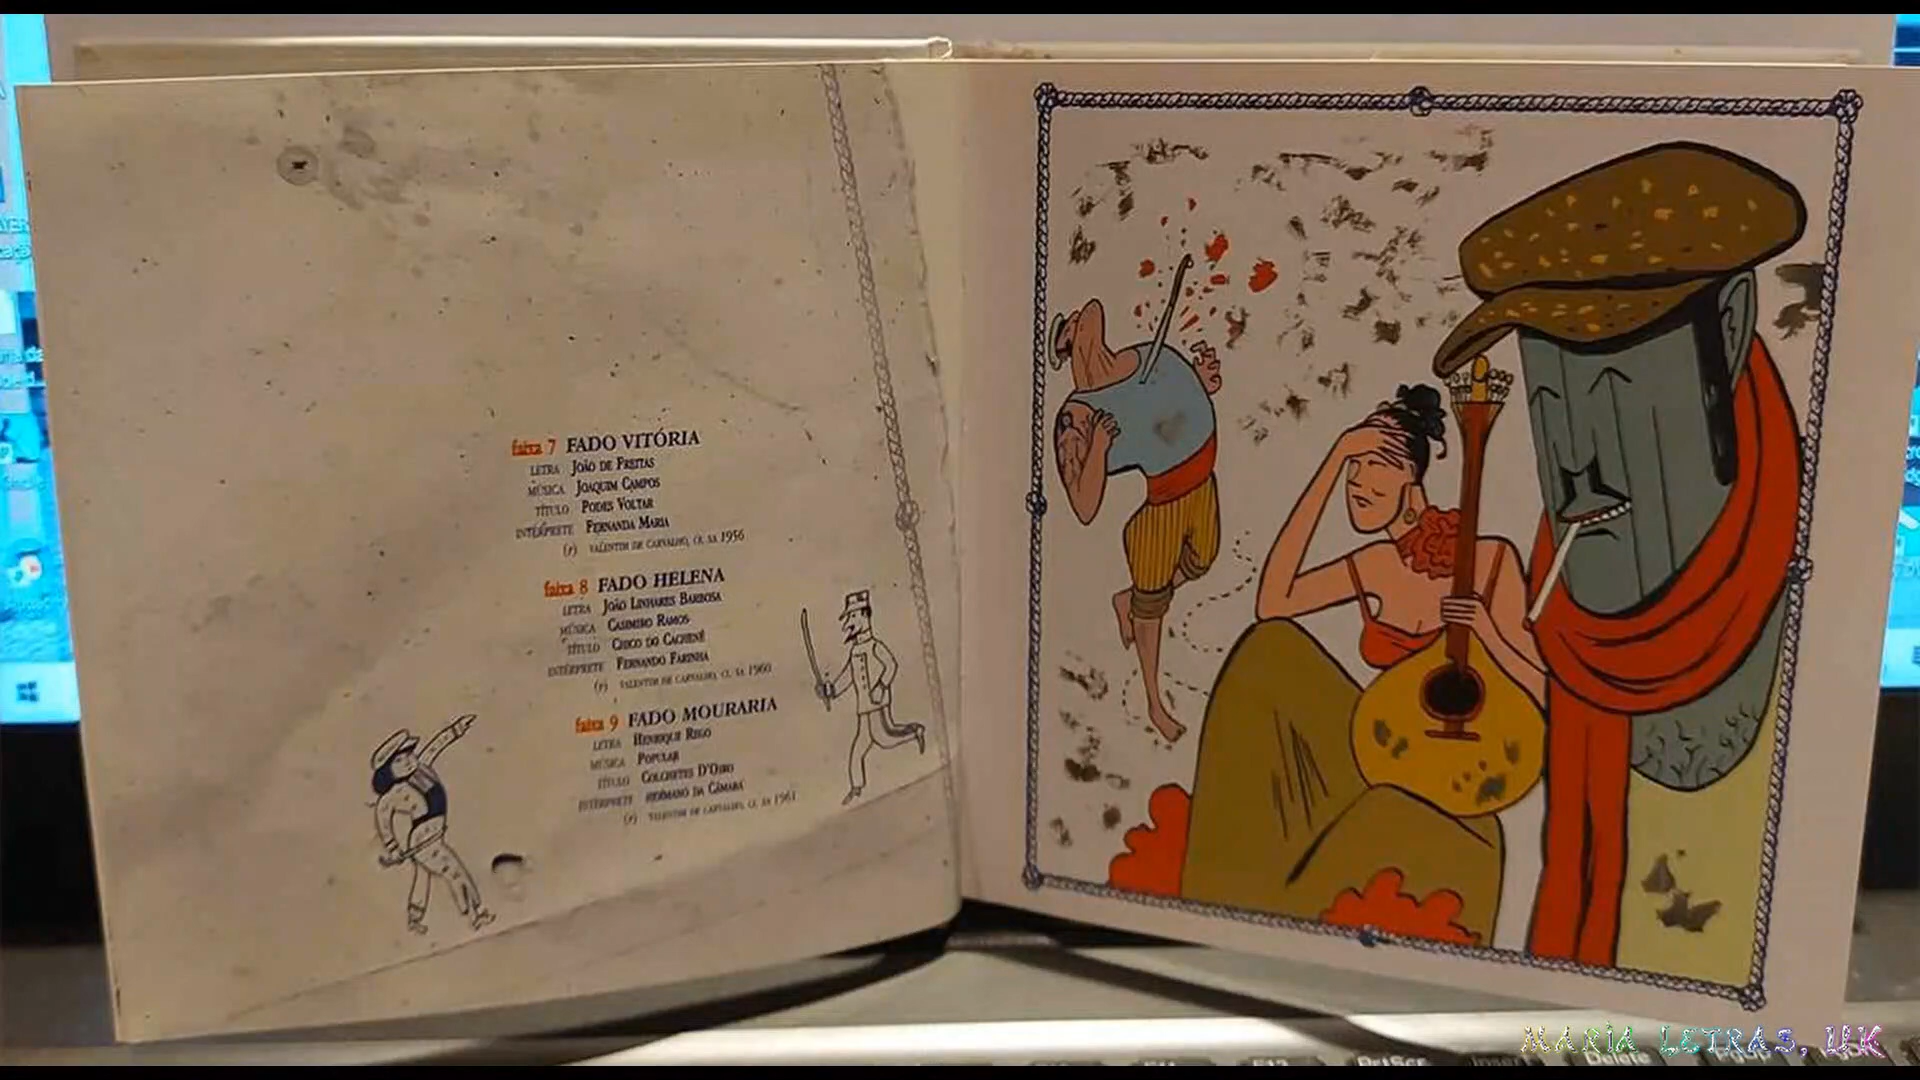 faixa 7 FADO VITÓRIA
LETRA JOÃO DE FREITAS
MÚSICA JOAQUIM CAMPOS
TÍTULO PODES VOLTAR
INTÉRPRETE FERNANDA MARIA
(r) VALENTIM DE CARVALHO, CI. SA 1956
faixa 8 FADO HELENA
LETRA JOÃO LINHARES BARBOSA
MÚSICA CASIMIRO RAMOS
TÍTULO CHICO DO CACHENÉ
INTÉRPRETE FERNANDO FARINHA
(r) VALENTIM DE CARVALHO, CI. SA 1960
faixa 9 FADO MOURARIA
LETRA HENRIQUE REGO
MÚSICA POPULAR
TÍTULO COLCHETES D'OIRO
INTÉRPRETE HERMANO DA CÂMARA
(r) VALENTIM DE CARVALHO, CI. SA 1961
MARIA LETRAS, UK
PrtScr Insert Delete